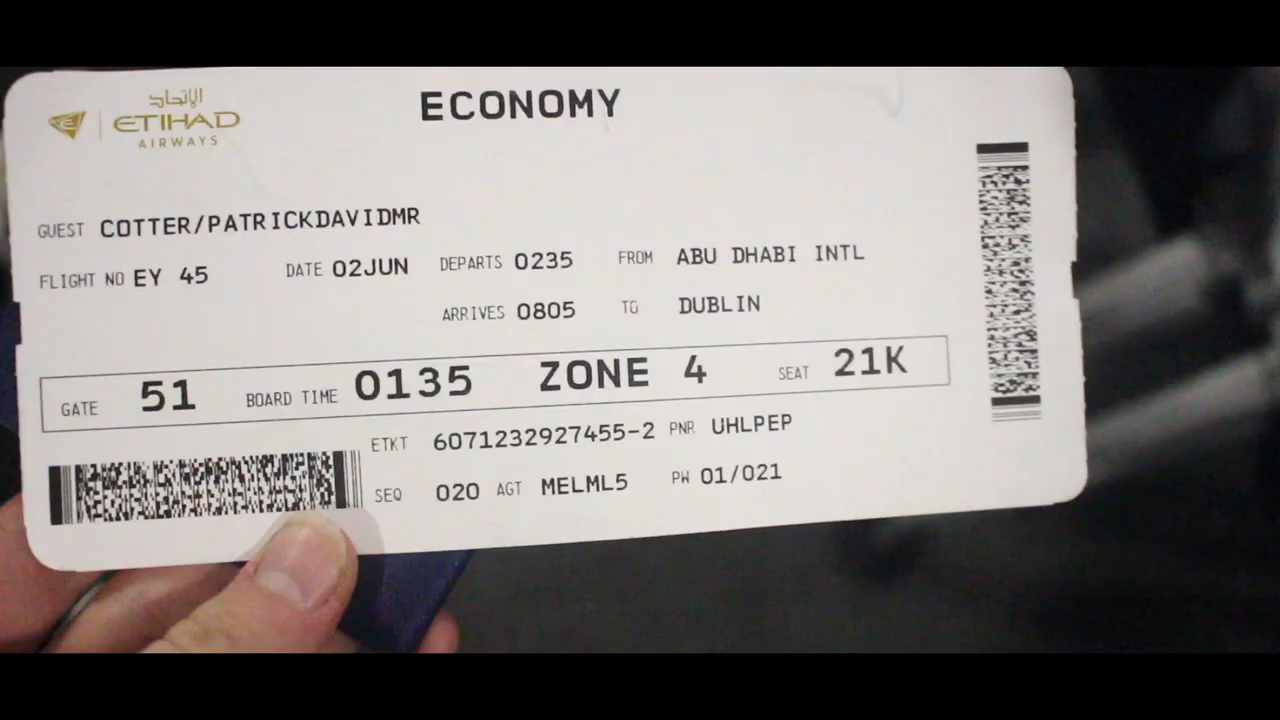 الإتحاد
ETIHAD
AIRWAYS
ECONOMY
GUEST COTTER/PATRICKDAVIDMR
FLIGHT NO EY 45 DATE 02JUN DEPARTS 0235 FROM ABU DHABI INTL
ARRIVES 0805 TO DUBLIN
GATE 51 BOARD TIME 0135 ZONE 4 SEAT 21K
ETKT 6071232927455-2 PNR UHLPEP
SEQ 020 AGT MELML5 PW 01/021